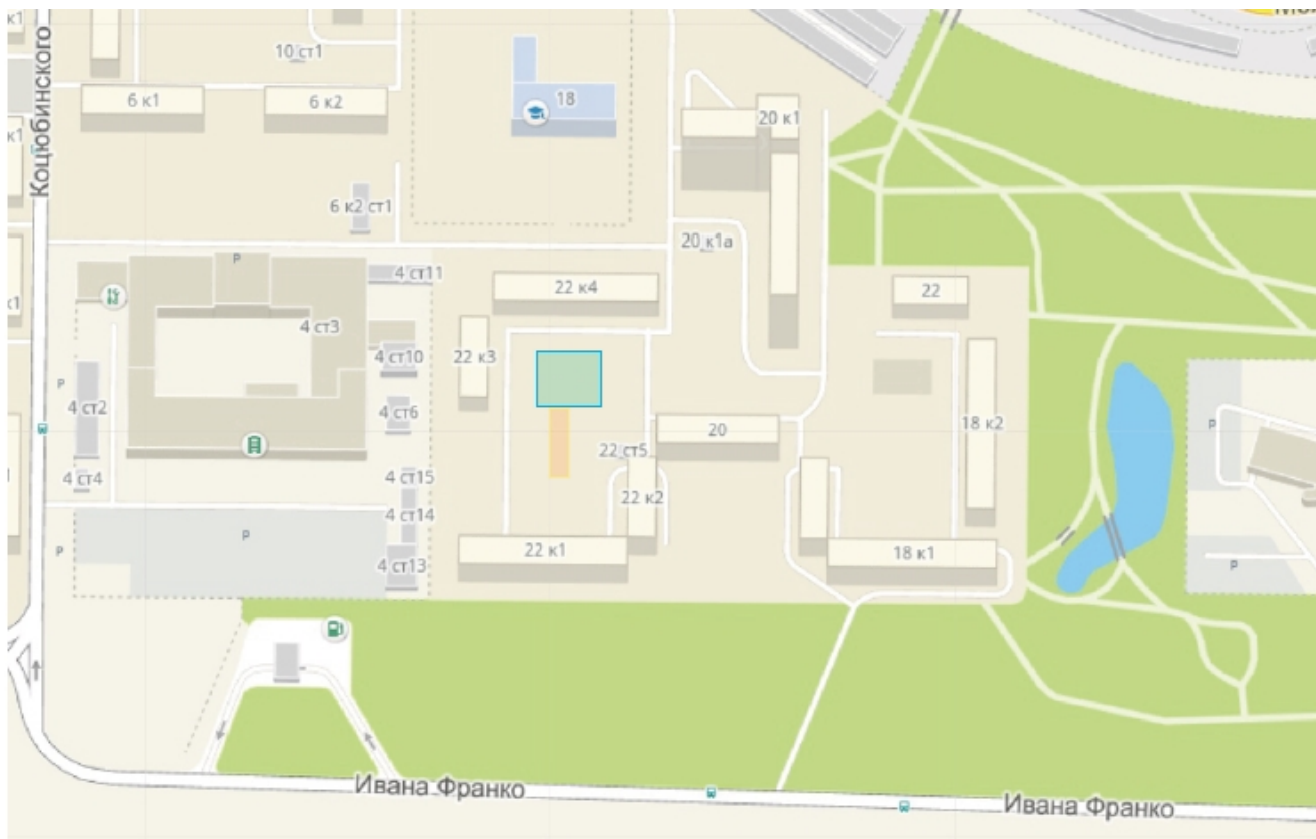 10 ст1
Коцюбинского
6 к1
6 к2
18
20 к1
6 к2 ст1
20 к1а
P
4 ст11
22 к4
22
4 ст3
4 ст10
22 к3
P
4 ст2
4 ст6
20
18 к2
P
22 ст5
4 ст4
4 ст15
22 к2
4 ст14
P
P
22 к1
18 к1
4 ст13
P
Ивана Франко
Ивана Франко